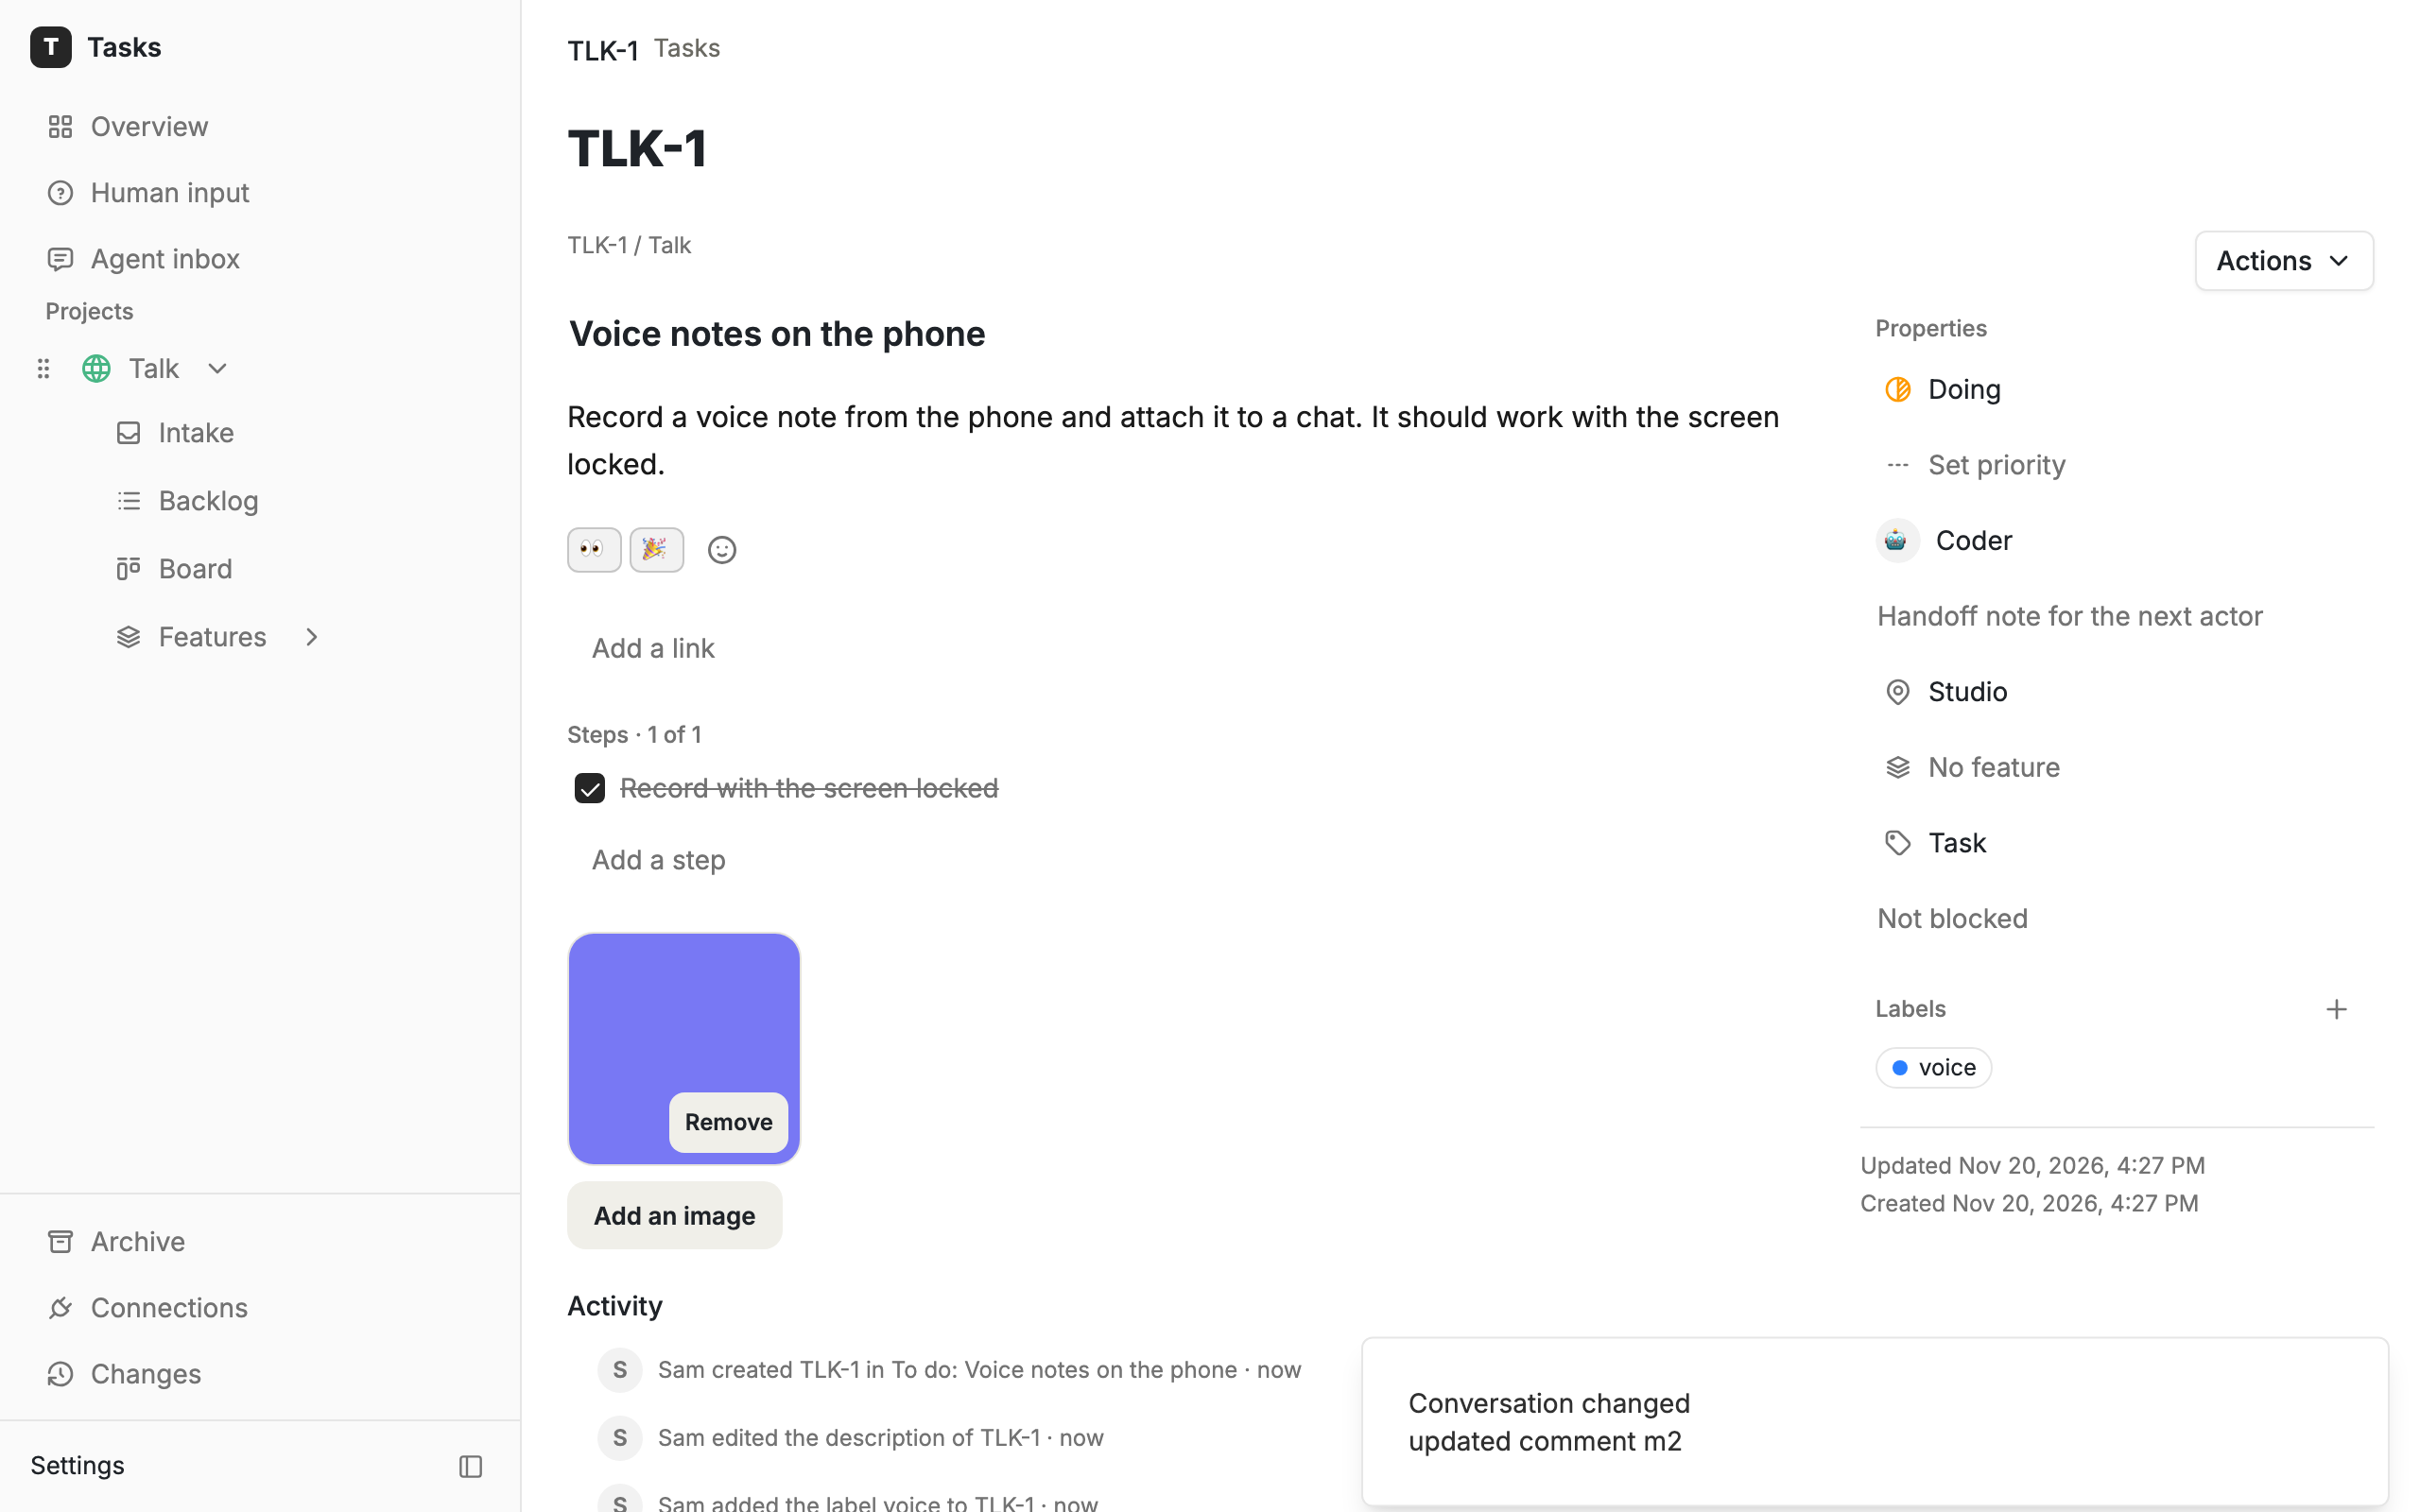 T Tasks
Overview
Human input
Agent inbox
Projects
Talk
Intake
Backlog
Board
Features
Archive
Connections
Changes
Settings
TLK-1 Tasks
TLK-1
TLK-1 / Talk
Actions
Voice notes on the phone
Record a voice note from the phone and attach it to a chat. It should work with the screen
locked.
Add a link
Steps · 1 of 1
Record with the screen locked
Add a step
Remove
Add an image
Activity
S Sam created TLK-1 in To do: Voice notes on the phone · now
S Sam edited the description of TLK-1 · now
S Sam added the label voice to TLK-1 · now
Properties
Doing
Set priority
Coder
Handoff note for the next actor
Studio
No feature
Task
Not blocked
Labels
voice
Updated Nov 20, 2026, 4:27 PM
Created Nov 20, 2026, 4:27 PM
Conversation changed
updated comment m2